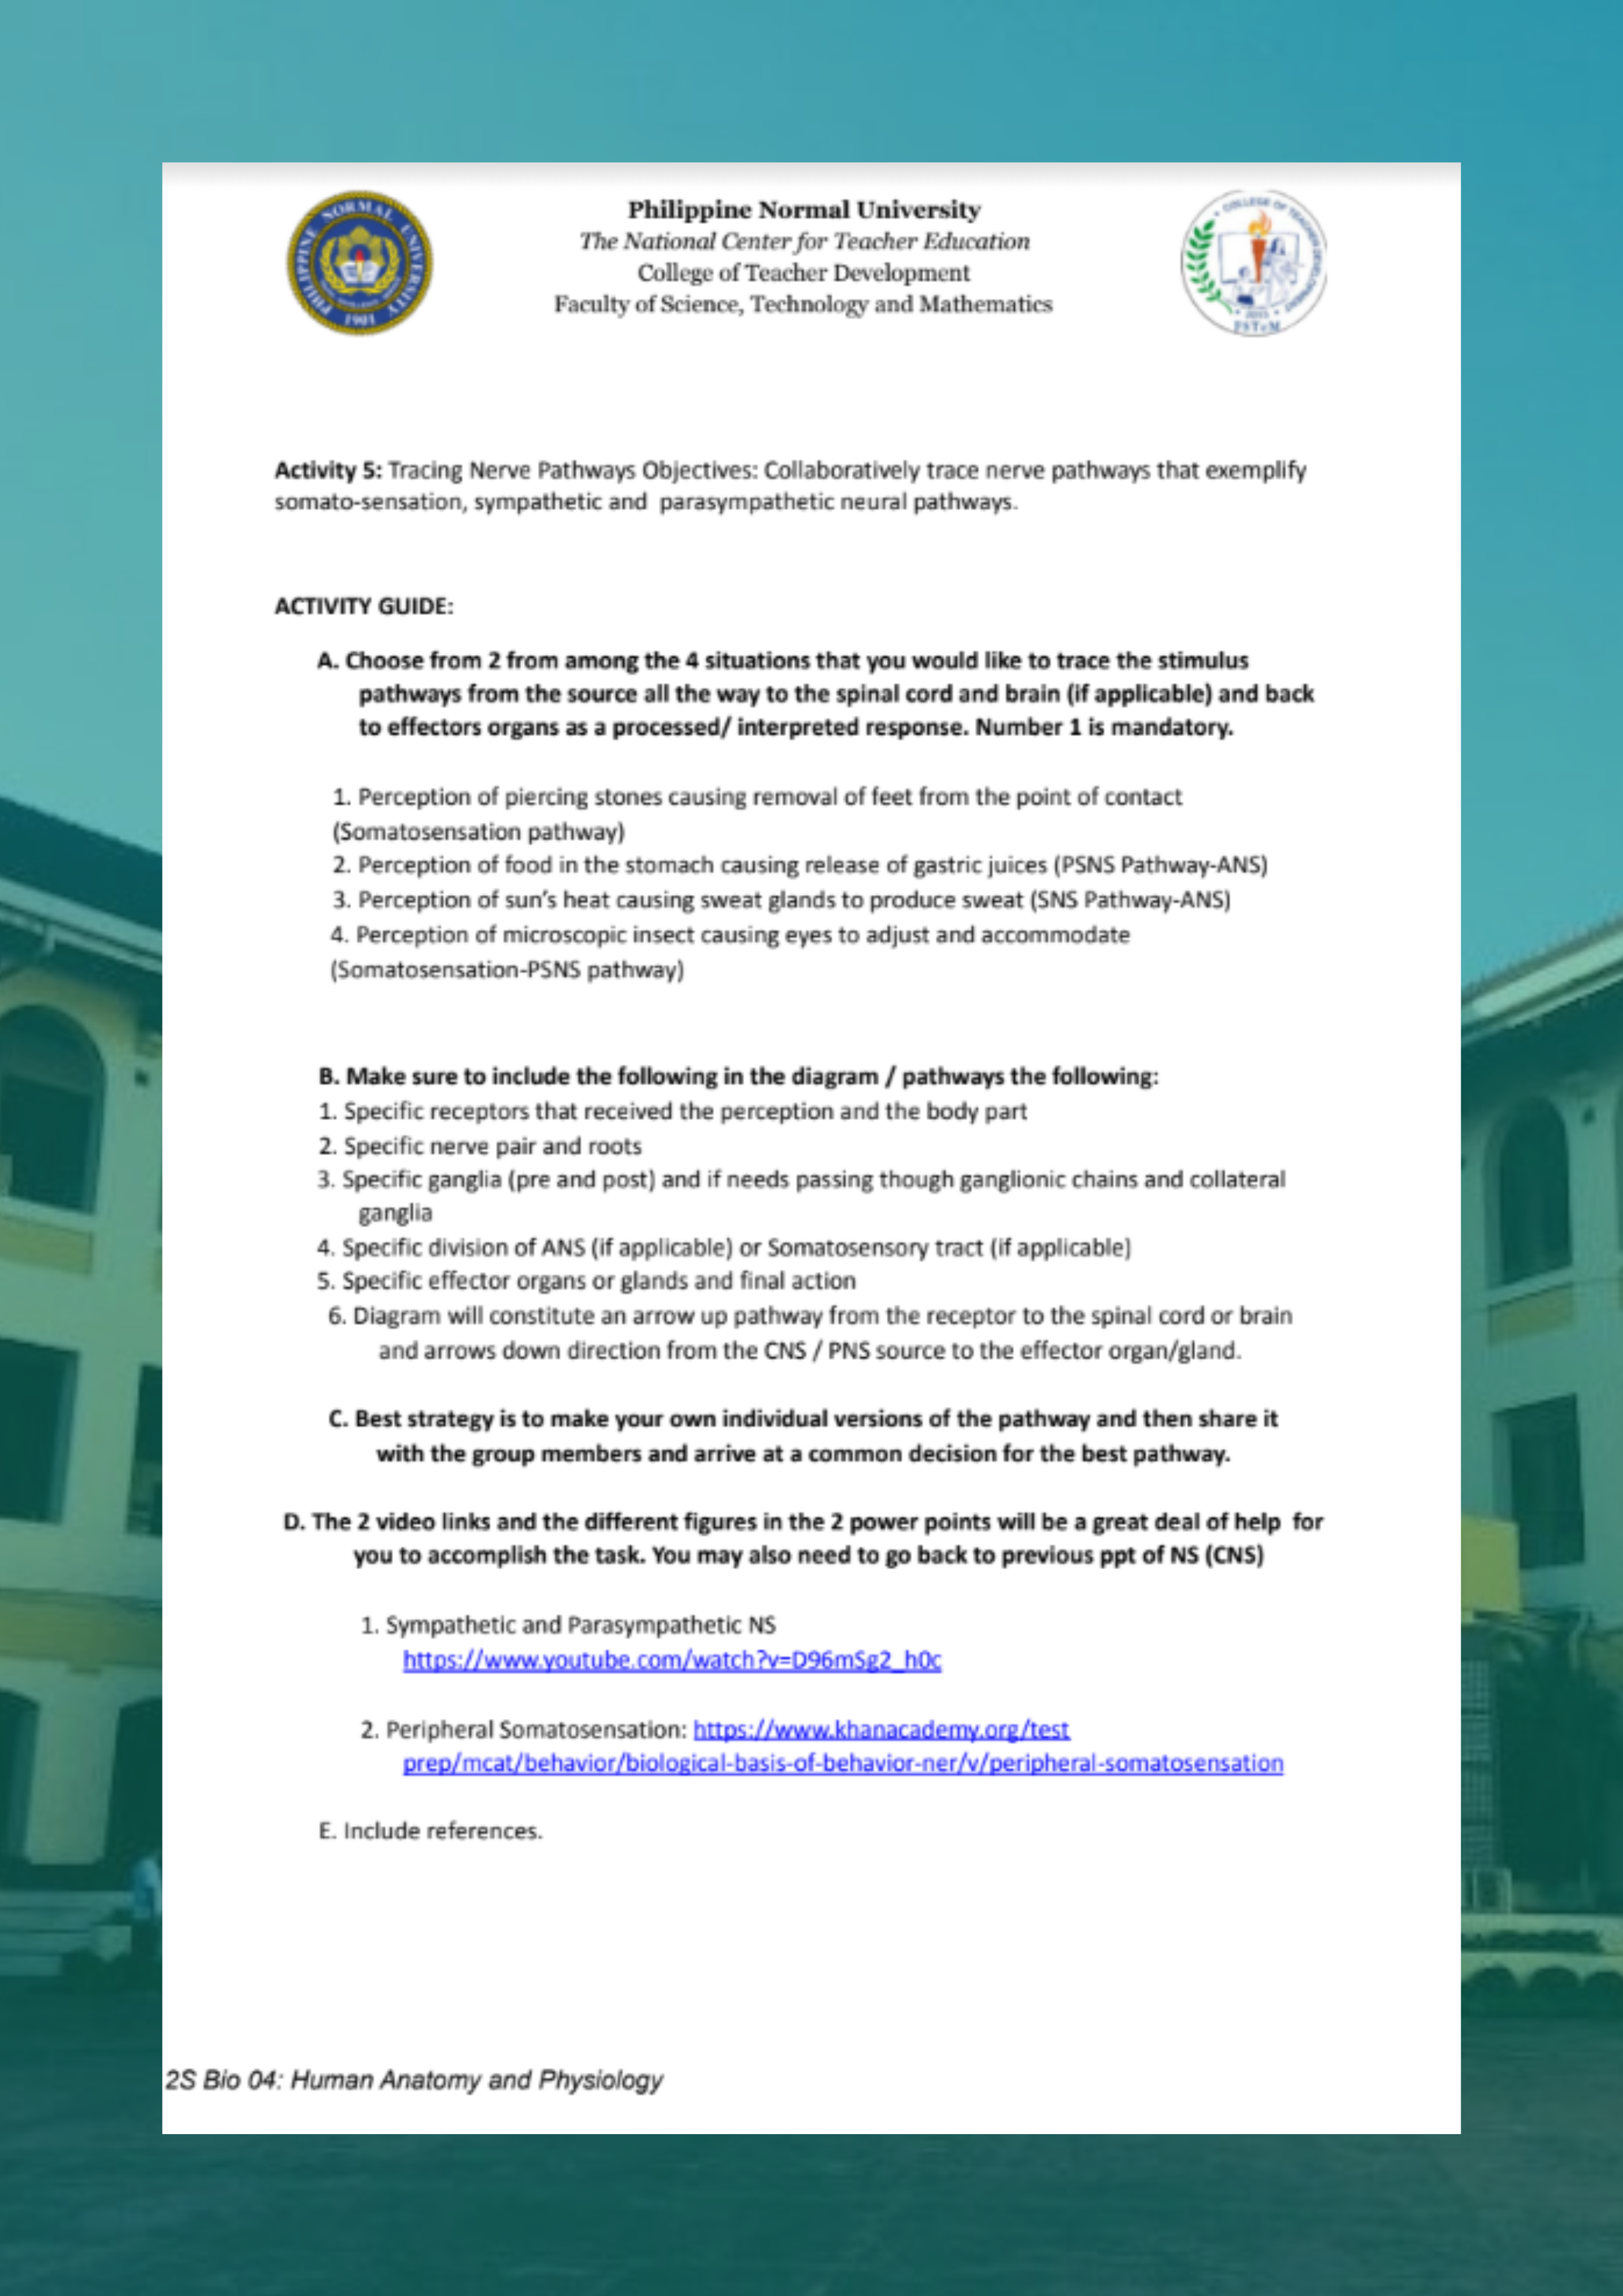 Philippine Normal University
The National Center for Teacher Education
College of Teacher Development
Faculty of Science, Technology and Mathematics
PHILIPPINE NORMAL UNIVERSITY
1901
COLLEGE OF TEACHER DEVELOPMENT
FSTeM
Activity 5: Tracing Nerve Pathways Objectives: Collaboratively trace nerve pathways that exemplify
somato-sensation, sympathetic and parasympathetic neural pathways.
ACTIVITY GUIDE:
A. Choose from 2 from among the 4 situations that you would like to trace the stimulus
pathways from the source all the way to the spinal cord and brain (if applicable) and back
to effectors organs as a processed/ interpreted response. Number 1 is mandatory.
1. Perception of piercing stones causing removal of feet from the point of contact
(Somatosensation pathway)
2. Perception of food in the stomach causing release of gastric juices (PSNS Pathway-ANS)
3. Perception of sun’s heat causing sweat glands to produce sweat (SNS Pathway-ANS)
4. Perception of microscopic insect causing eyes to adjust and accommodate
(Somatosensation-PSNS pathway)
B. Make sure to include the following in the diagram / pathways the following:
1. Specific receptors that received the perception and the body part
2. Specific nerve pair and roots
3. Specific ganglia (pre and post) and if needs passing though ganglionic chains and collateral
ganglia
4. Specific division of ANS (if applicable) or Somatosensory tract (if applicable)
5. Specific effector organs or glands and final action
6. Diagram will constitute an arrow up pathway from the receptor to the spinal cord or brain
and arrows down direction from the CNS / PNS source to the effector organ/gland.
C. Best strategy is to make your own individual versions of the pathway and then share it
with the group members and arrive at a common decision for the best pathway.
D. The 2 video links and the different figures in the 2 power points will be a great deal of help for
you to accomplish the task. You may also need to go back to previous ppt of NS (CNS)
1. Sympathetic and Parasympathetic NS
https://www.youtube.com/watch?v=D96mSg2_h0c
2. Peripheral Somatosensation: https://www.khanacademy.org/test
prep/mcat/behavior/biological-basis-of-behavior-ner/v/peripheral-somatosensation
E. Include references.
2S Bio 04: Human Anatomy and Physiology